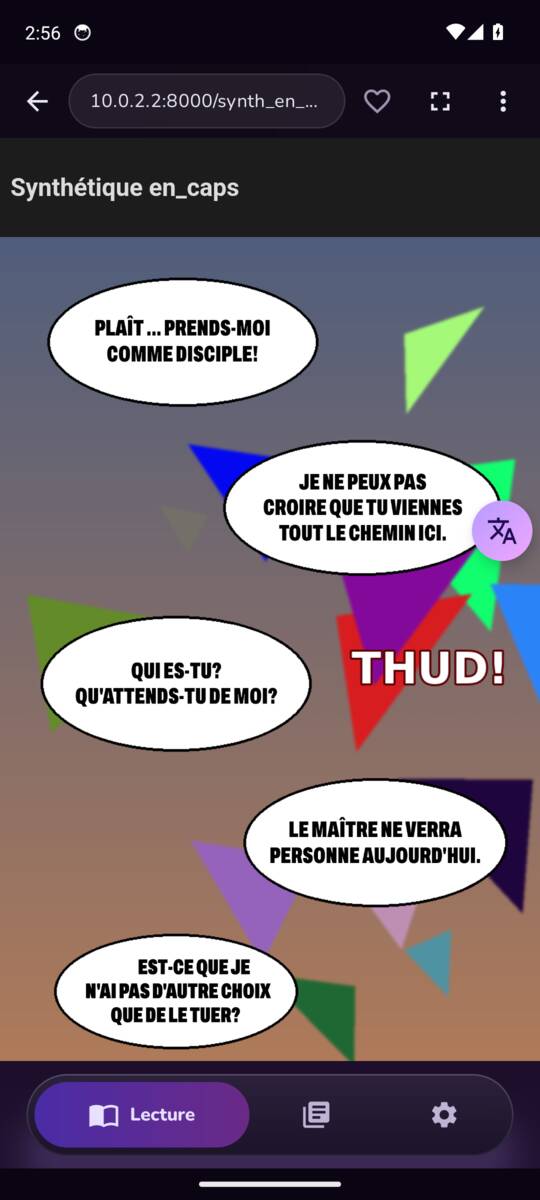 2:56
10.0.2.2:8000/synth_en_...
Synthétique en_caps
PLAÎT ... PRENDS-MOI
COMME DISCIPLE!
JE NE PEUX PAS
CROIRE QUE TU VIENNES
TOUT LE CHEMIN ICI.
THUD!
QUI ES-TU?
QU'ATTENDS-TU DE MOI?
LE MAÎTRE NE VERRA
PERSONNE AUJOURD'HUI.
EST-CE QUE JE
N'AI PAS D'AUTRE CHOIX
QUE DE LE TUER?
Lecture